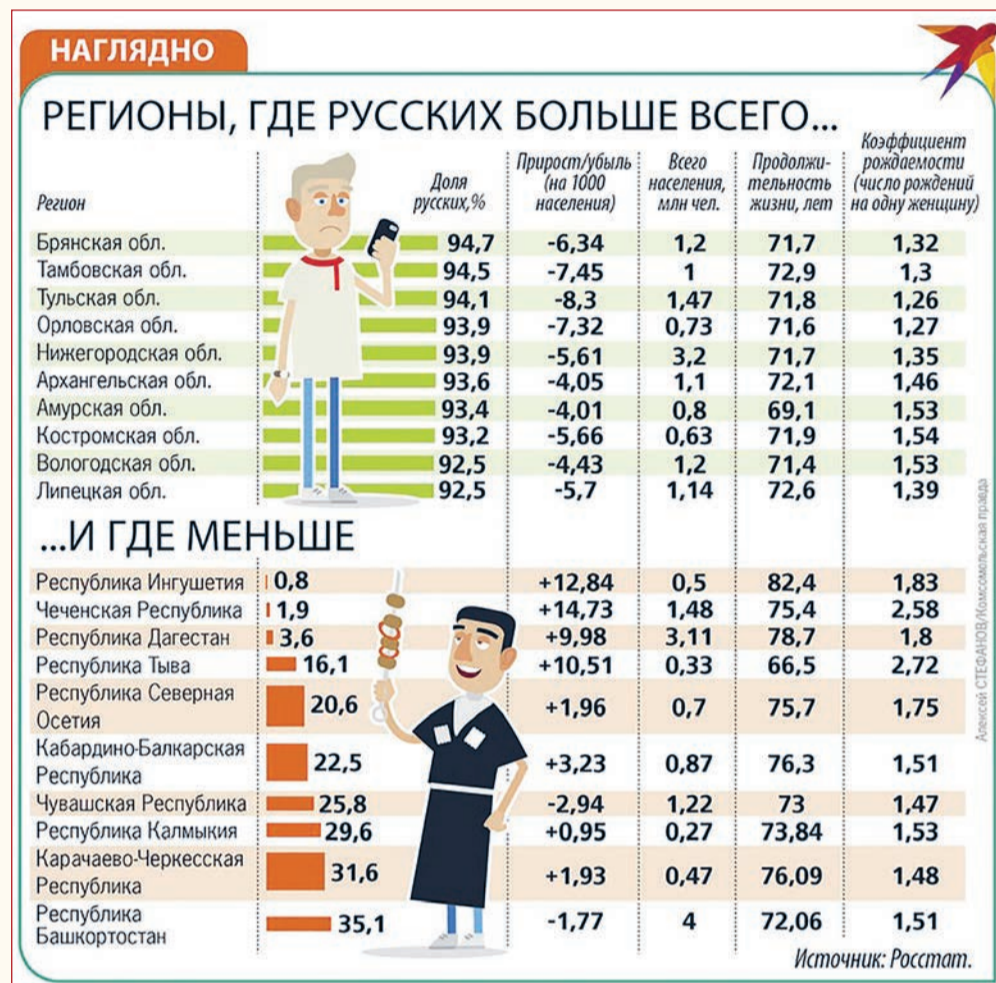 НАГЛЯДНО
РЕГИОНЫ, ГДЕ РУССКИХ БОЛЬШЕ ВСЕГО...
Регион
Доля
русских,%
Прирост/убыль
(на 1000
населения)
Всего
населения,
млн чел.
Продолжи-
тельность
жизни, лет
Коэффициент
рождаемости
(число рождений
на одну женщину)
Брянская обл. 94,7 -6,34 1,2 71,7 1,32
Тамбовская обл. 94,5 -7,45 1 72,9 1,3
Тульская обл. 94,1 -8,3 1,47 71,8 1,26
Орловская обл. 93,9 -7,32 0,73 71,6 1,27
Нижегородская обл. 93,9 -5,61 3,2 71,7 1,35
Архангельская обл. 93,6 -4,05 1,1 72,1 1,46
Амурская обл. 93,4 -4,01 0,8 69,1 1,53
Костромская обл. 93,2 -5,66 0,63 71,9 1,54
Вологодская обл. 92,5 -4,43 1,2 71,4 1,53
Липецкая обл. 92,5 -5,7 1,14 72,6 1,39
...И ГДЕ МЕНЬШЕ
Республика Ингушетия 0,8 +12,84 0,5 82,4 1,83
Чеченская Республика 1,9 +14,73 1,48 75,4 2,58
Республика Дагестан 3,6 +9,98 3,11 78,7 1,8
Республика Тыва 16,1 +10,51 0,33 66,5 2,72
Республика Северная
Осетия 20,6 +1,96 0,7 75,7 1,75
Кабардино-Балкарская
Республика 22,5 +3,23 0,87 76,3 1,51
Чувашская Республика 25,8 -2,94 1,22 73 1,47
Республика Калмыкия 29,6 +0,95 0,27 73,84 1,53
Карачаево-Черкесская
Республика 31,6 +1,93 0,47 76,09 1,48
Республика
Башкортостан 35,1 -1,77 4 72,06 1,51
Источник: Росстат.
Алексей СТЕФАНОВ/Комсомольская правда